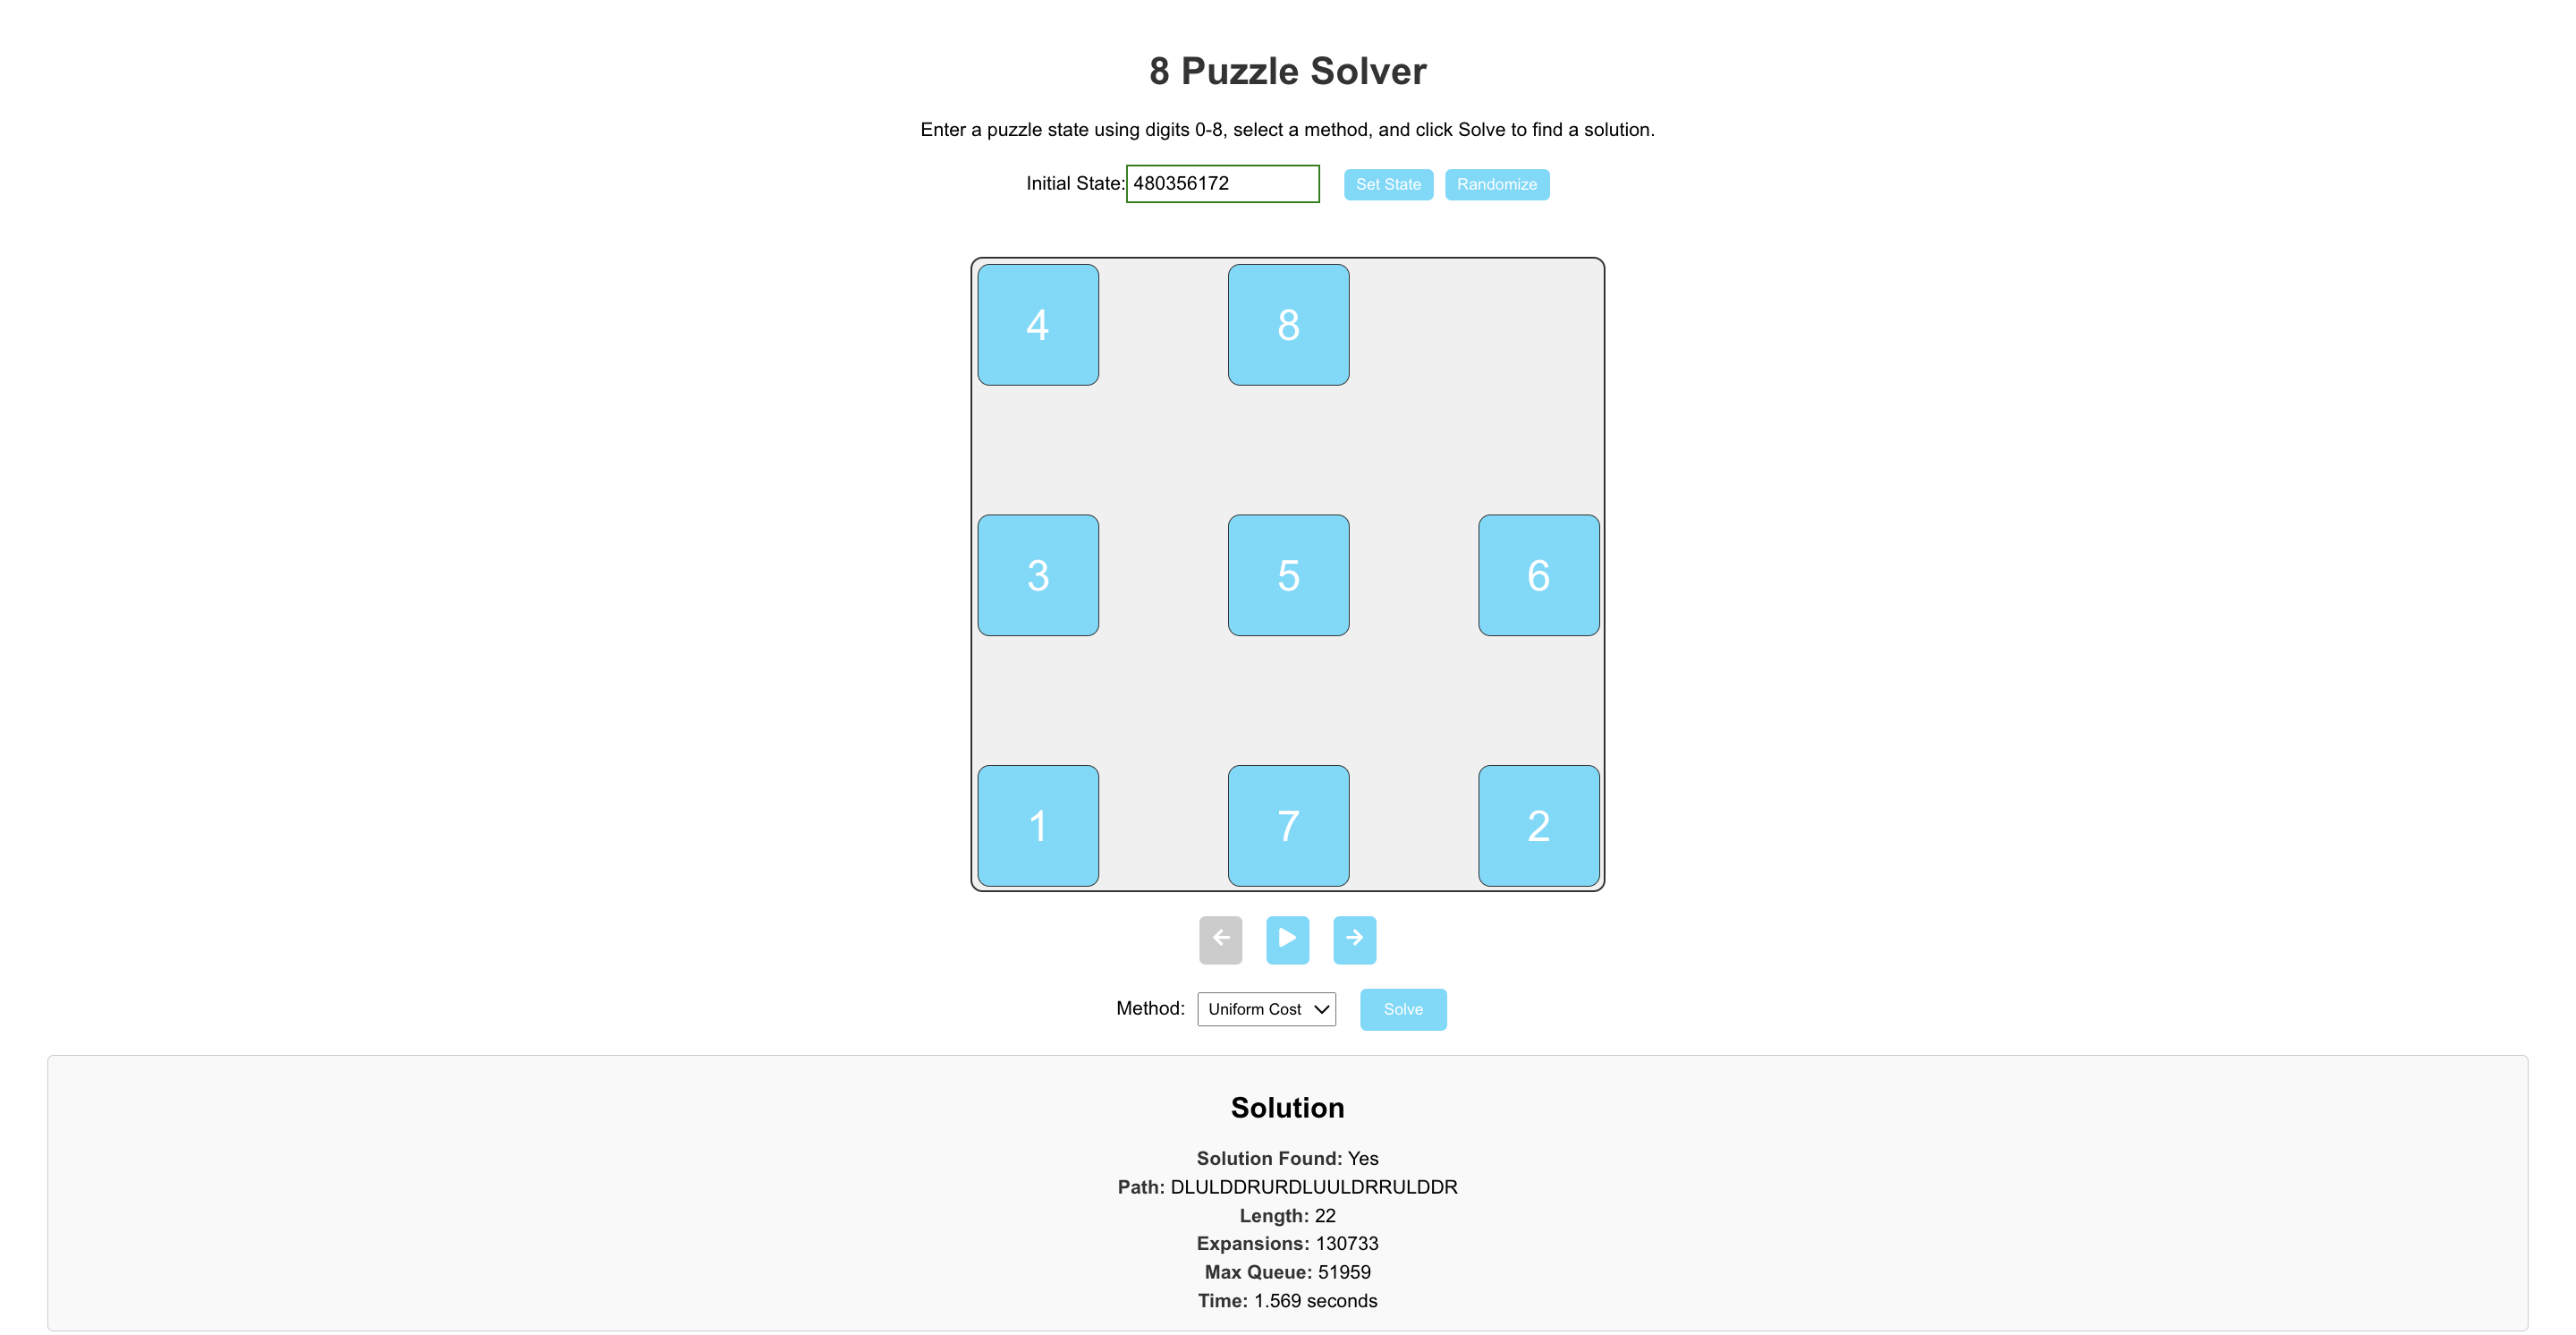 8 Puzzle Solver
Enter a puzzle state using digits 0-8, select a method, and click Solve to find a solution.
Initial State: 480356172 Set State Randomize
4 8
3 5 6
1 7 2
Method: Uniform Cost Solve
Solution
Solution Found: Yes
Path: DLULDDRURDLUULDRRULDDR
Length: 22
Expansions: 130733
Max Queue: 51959
Time: 1.569 seconds